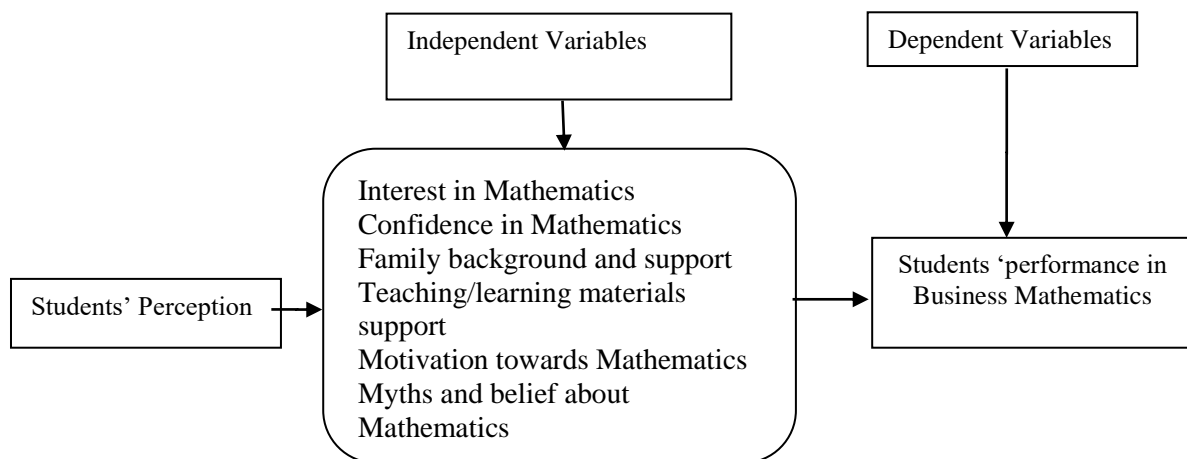 Independent Variables
Dependent Variables
Interest in Mathematics
Confidence in Mathematics
Family background and support
Teaching/learning materials
support
Motivation towards Mathematics
Myths and belief about
Mathematics
Students’ Perception
Students ‘performance in
Business Mathematics